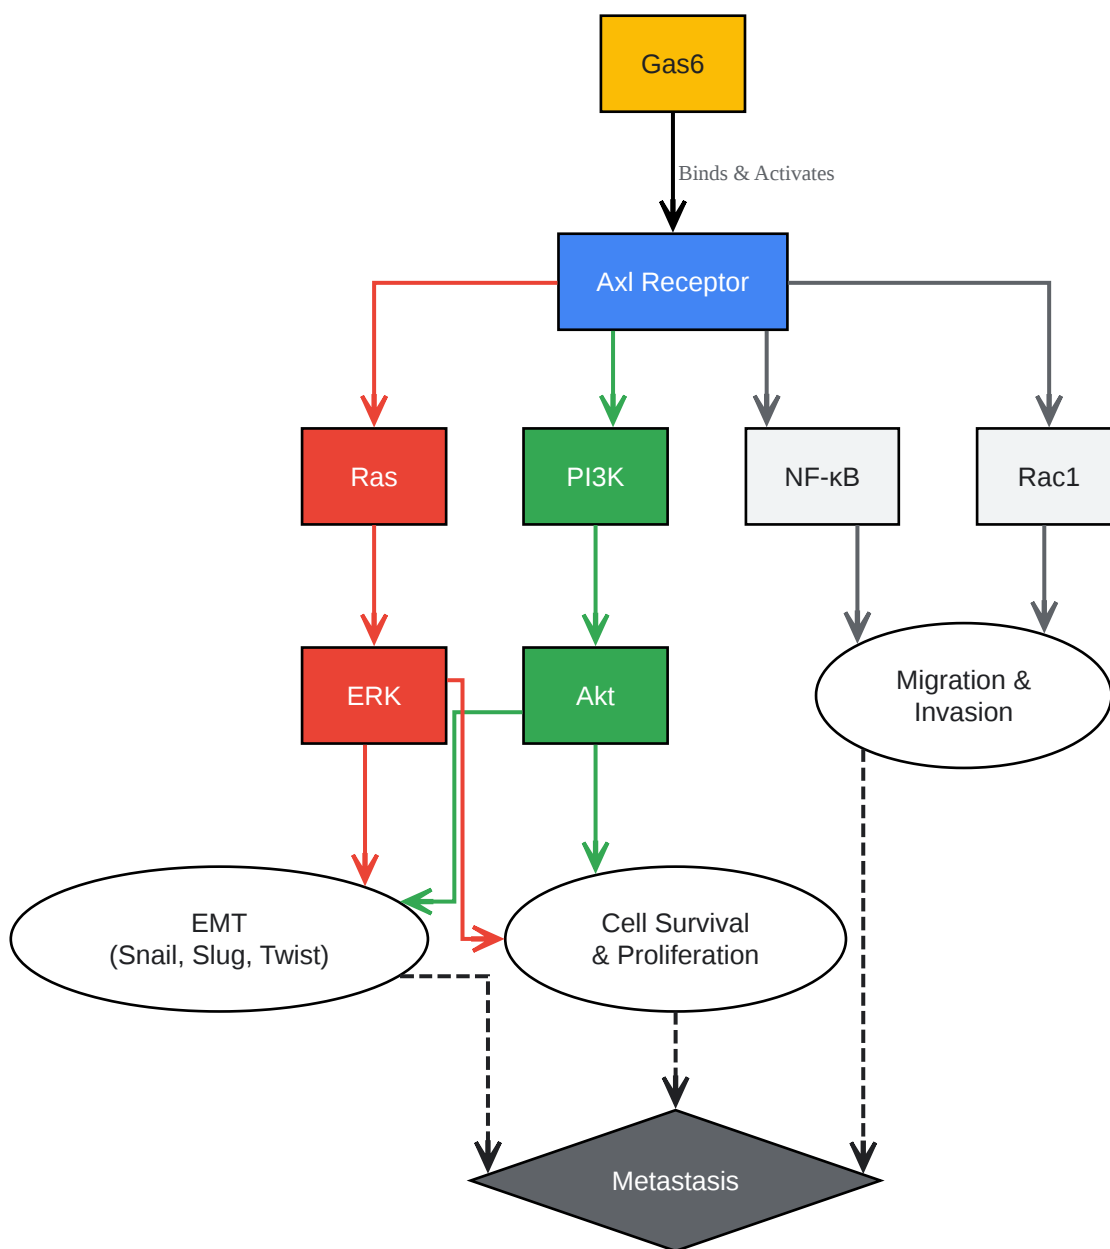 Gas6
Binds & Activates
Axl Receptor
Ras
PI3K
NF-κB
Rac1
ERK
Akt
Migration &
Invasion
EMT
(Snail, Slug, Twist)
Cell Survival
& Proliferation
Metastasis